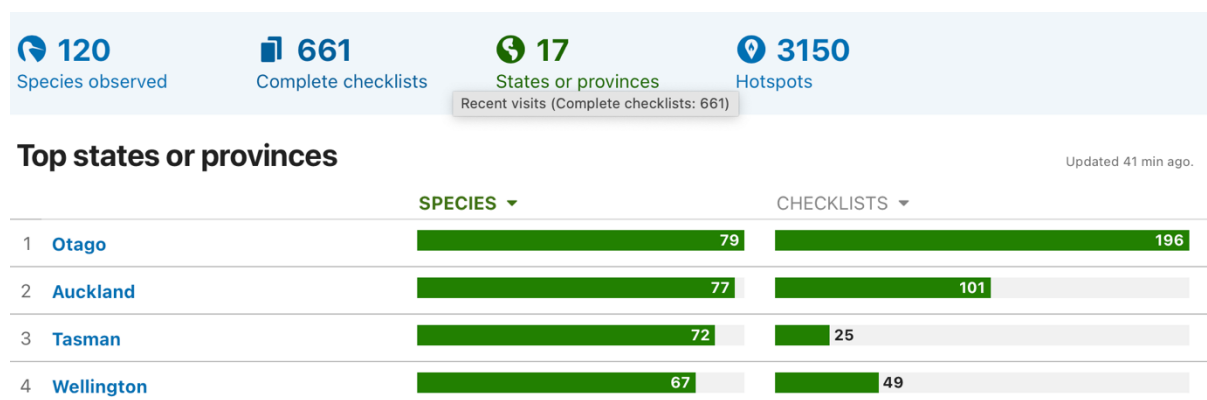 120 661 17 3150
Species observed Complete checklists States or provinces Hotspots
Recent visits (Complete checklists: 661)
Top states or provinces Updated 41 min ago.
SPECIES CHECKLISTS
1 Otago 79 196
2 Auckland 77 101
3 Tasman 72 25
4 Wellington 67 49